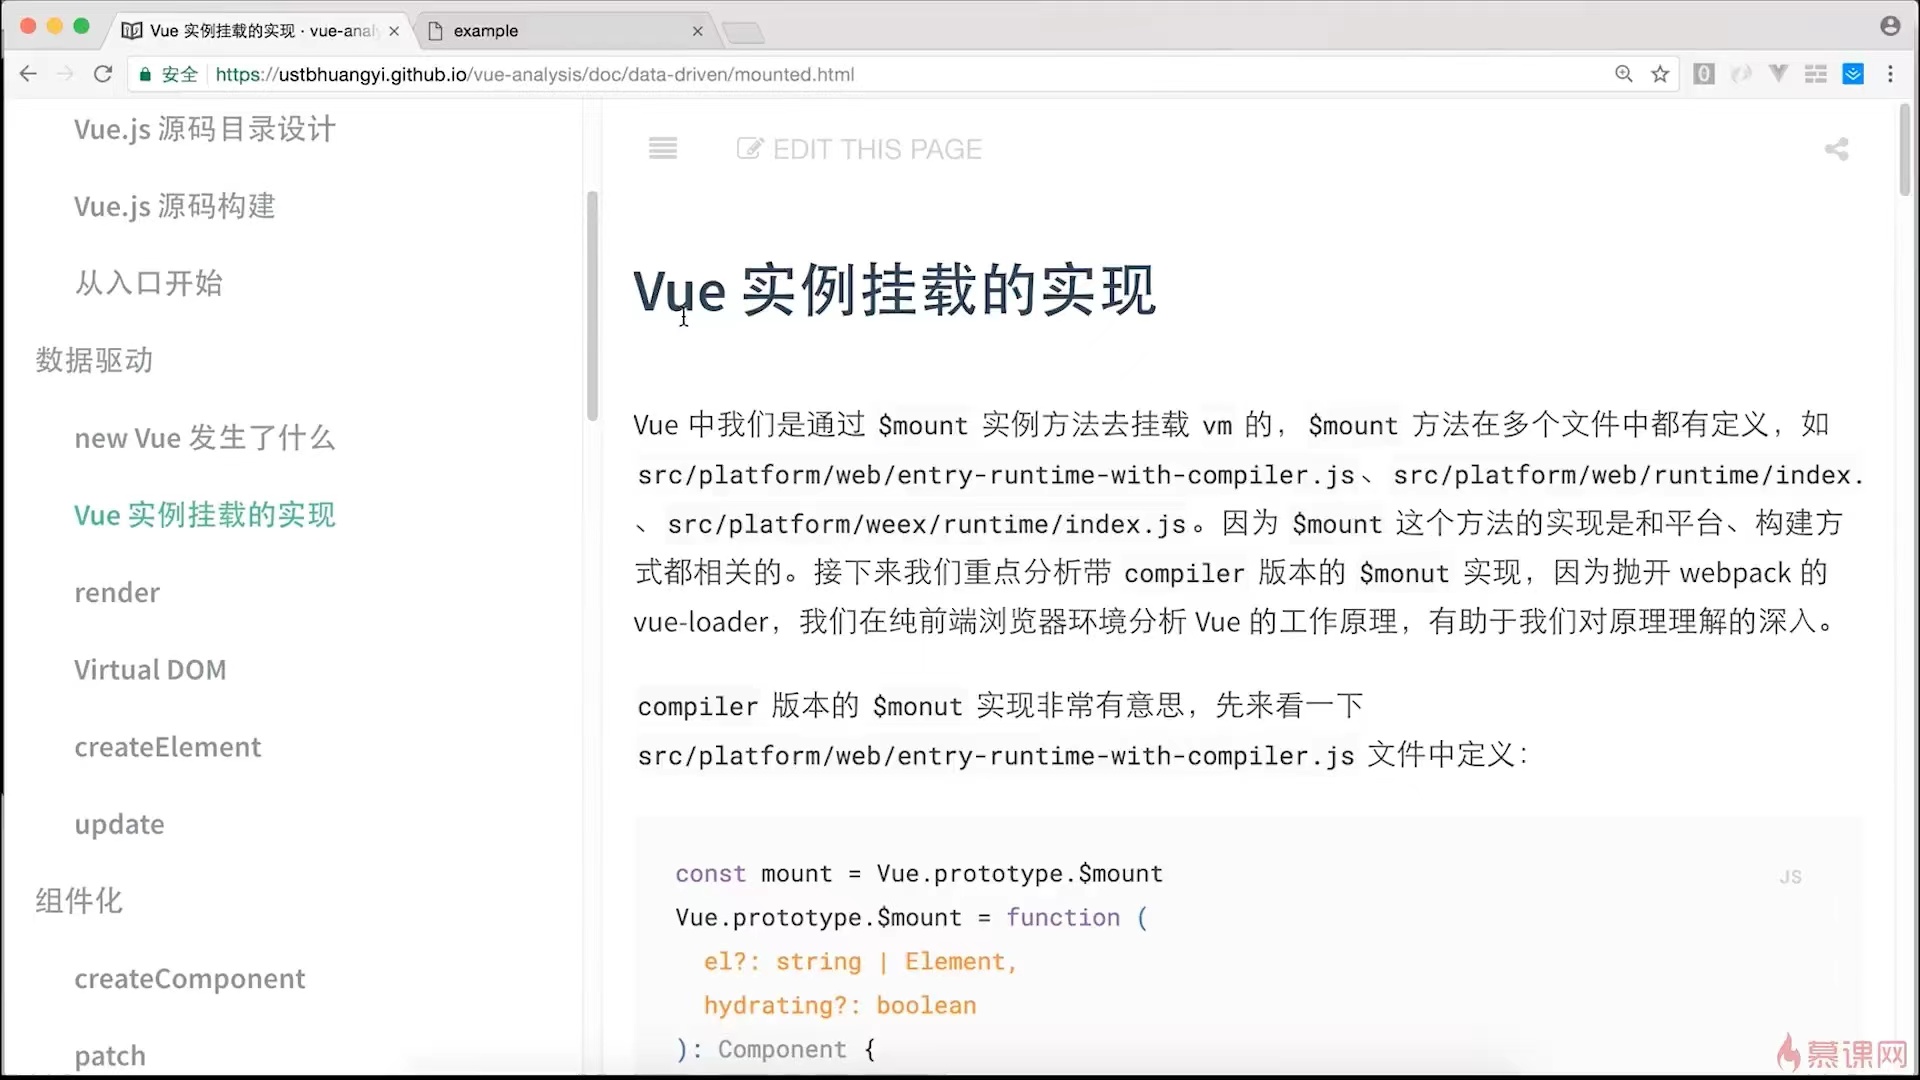 Vue 实例挂载的实现 · vue-anal
example
安全
https://ustbhuangyi.github.io/vue-analysis/doc/data-driven/mounted.html
Vue.js 源码目录设计
Vue.js 源码构建
从入口开始
数据驱动
new Vue 发生了什么
Vue 实例挂载的实现
render
Virtual DOM
createElement
update
组件化
createComponent
patch
EDIT THIS PAGE
Vue 实例挂载的实现
Vue 中我们是通过 $mount 实例方法去挂载 vm 的，$mount 方法在多个文件中都有定义，如
src/platform/web/entry-runtime-with-compiler.js、src/platform/web/runtime/index.
、src/platform/weex/runtime/index.js。因为 $mount 这个方法的实现是和平台、构建方
式都相关的。接下来我们重点分析带 compiler 版本的 $monut 实现，因为抛开 webpack 的
vue-loader，我们在纯前端浏览器环境分析 Vue 的工作原理，有助于我们对原理理解的深入。
compiler 版本的 $monut 实现非常有意思，先来看一下
src/platform/web/entry-runtime-with-compiler.js 文件中定义：
JS
const mount = Vue.prototype.$mount
Vue.prototype.$mount = function (
el?: string | Element,
hydrating?: boolean
): Component {
慕课网